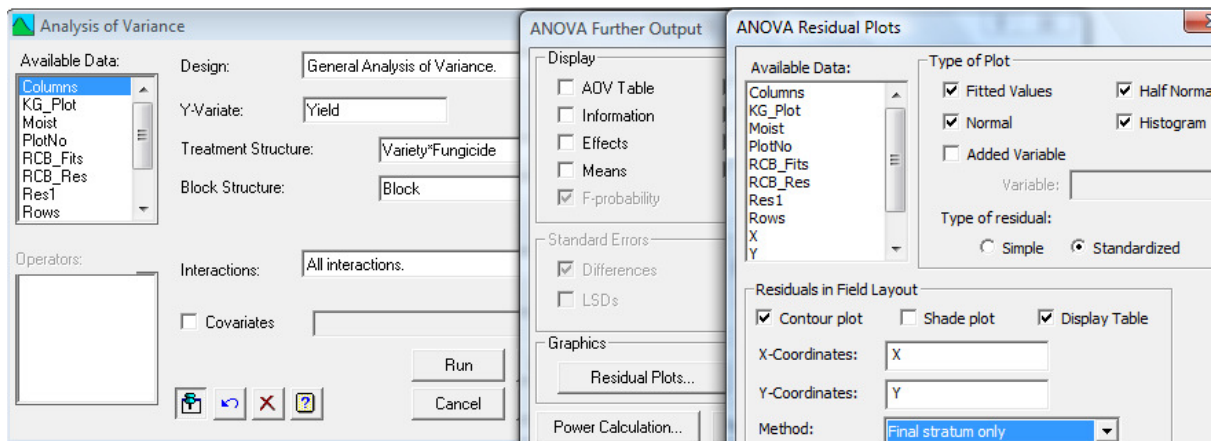 Analysis of Variance
Available Data:
Columns
KG_Plot
Moist
PlotNo
RCB_Fits
RCB_Res
Res1
Rows
Operators:
Design:
General Analysis of Variance.
Y-Variate:
Yield
Treatment Structure:
Variety*Fungicide
Block Structure:
Block
Interactions:
All interactions.
Covariates
Run
Cancel
ANOVA Further Output
Display
AOV Table
Information
Effects
Means
F-probability
Standard Errors
Differences
LSDs
Graphics
Residual Plots...
Power Calculation...
ANOVA Residual Plots
Available Data:
Columns
KG_Plot
Moist
PlotNo
RCB_Fits
RCB_Res
Res1
Rows
X
Y
Type of Plot
Fitted Values
Half Norma
Normal
Histogram
Added Variable
Variable:
Type of residual:
Simple
Standardized
Residuals in Field Layout
Contour plot
Shade plot
Display Table
X-Coordinates:
X
Y-Coordinates:
Y
Method:
Final stratum only